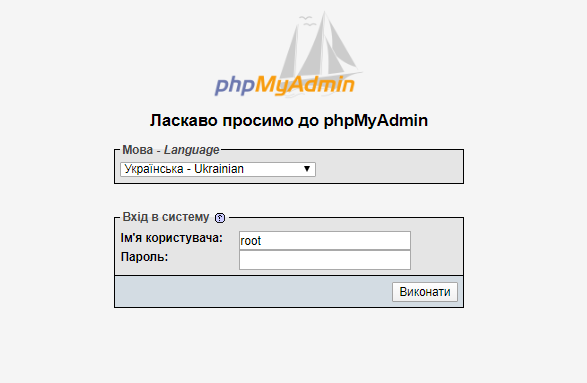 phpMyAdmin
Ласкаво просимо до phpMyAdmin
Мова - Language
Українська - Ukrainian
Вхід в систему
Ім'я користувача: root
Пароль:
Виконати